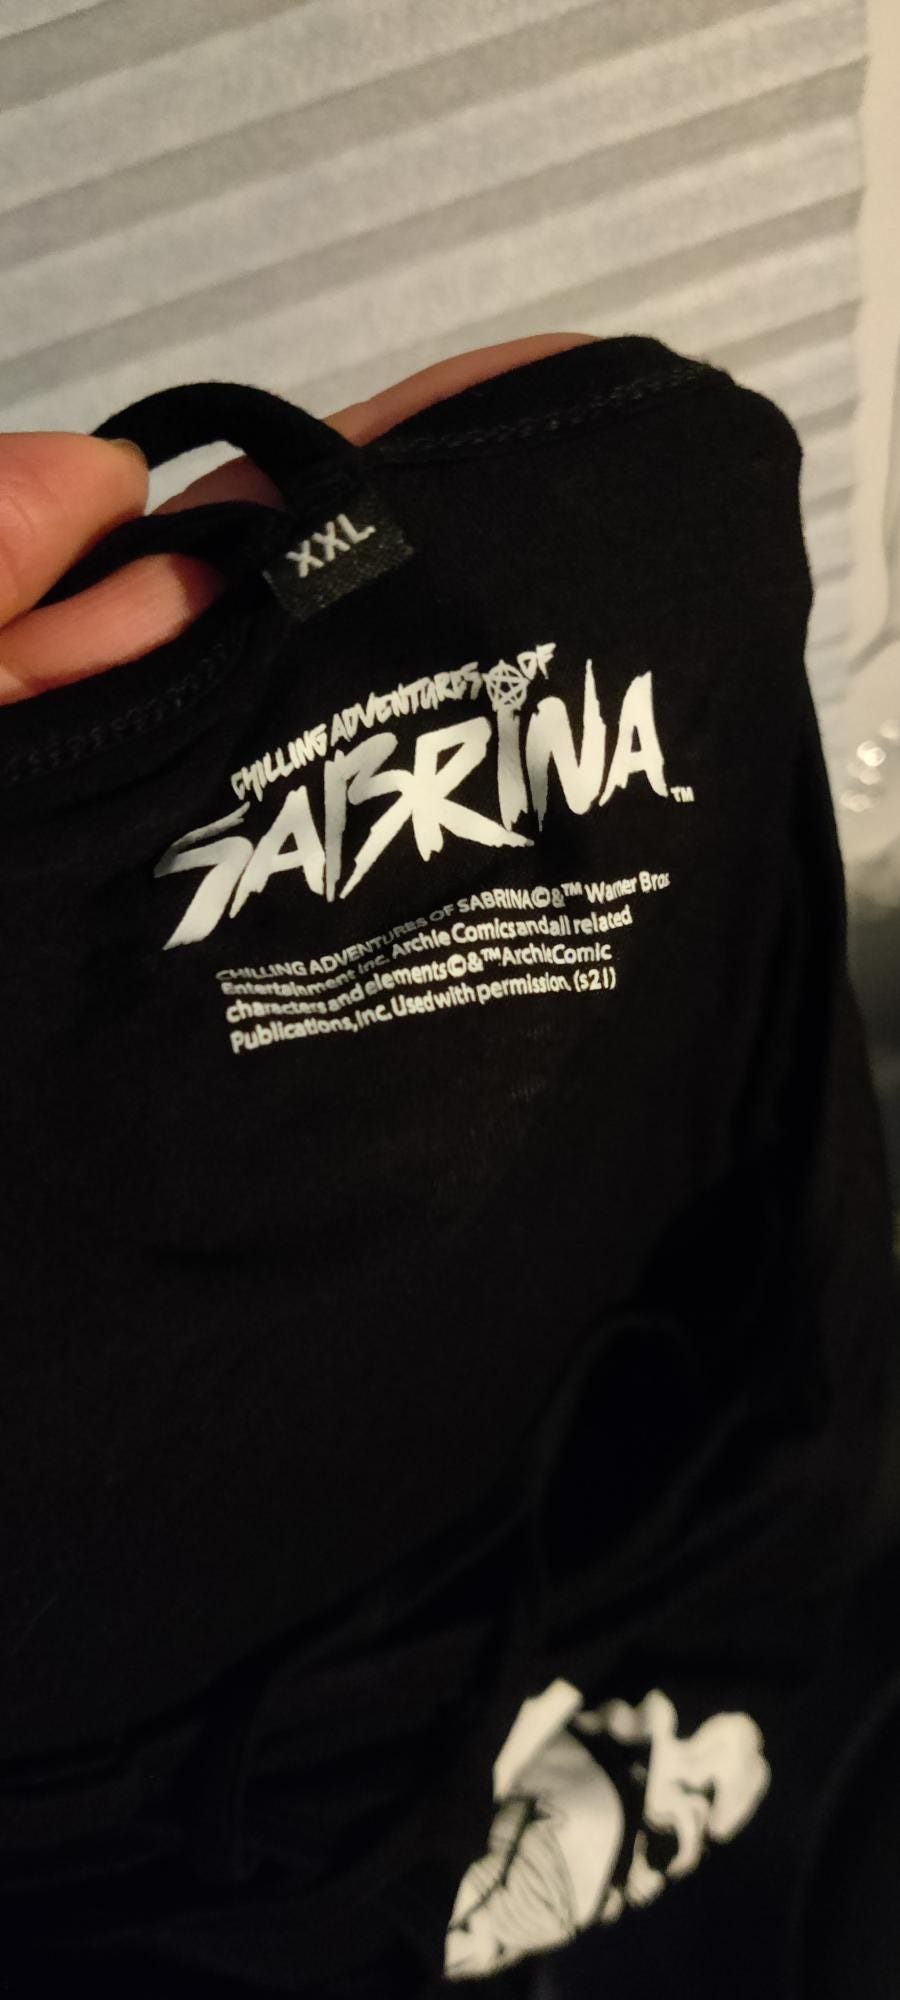 XXL
CHILLING ADVENTURES OF
SABRINA™
CHILLING ADVENTURES OF SABRINA©&™ Warner Bros
Entertainment Inc. Archie Comics and all related
characters and elements©&™ Archie Comic
Publications, Inc. Used with permission. (s21)